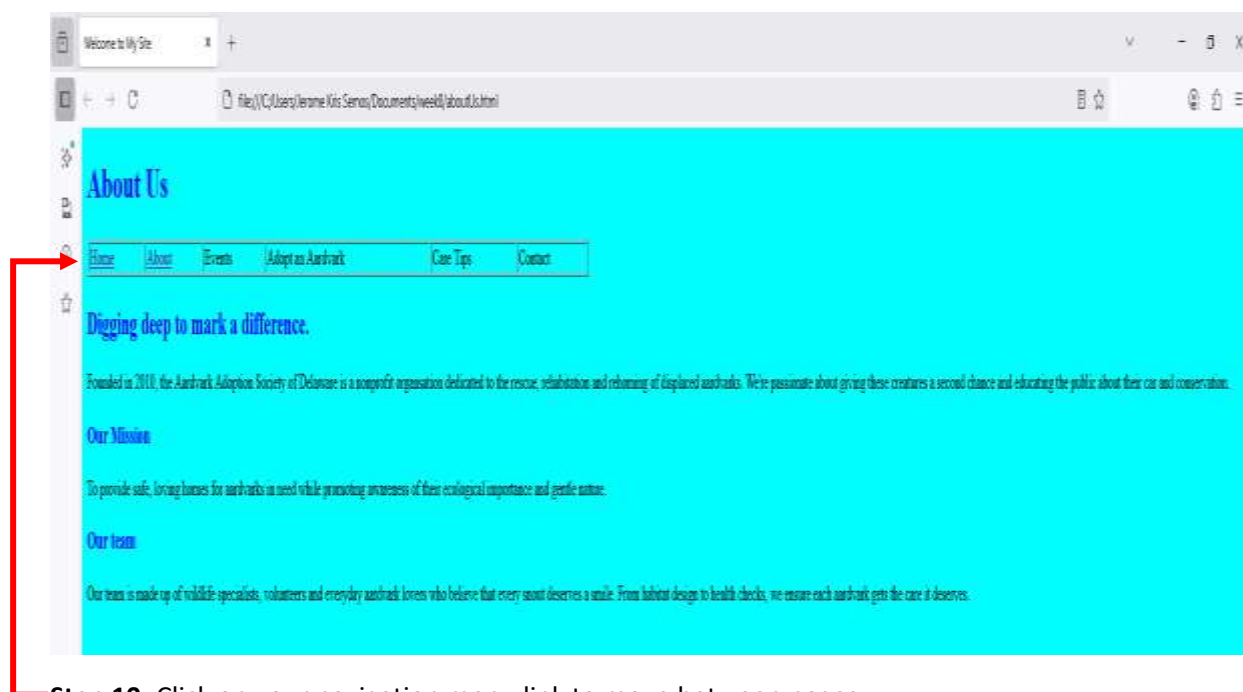 Welcome to My Site
file:///C:/Users/Jerome Kris Semos/Documents/week8/aboutUs.html
About Us
Home About Events Adopt an Aardvark Care Tips Contact
Digging deep to mark a difference.
Founded in 2010, the Aardvark Adoption Society of Delaware is a nonprofit organisation dedicated to the rescue, rehabitation and rehoming of displaced aardvarks. We're passionate about giving these creatures a second chance and educating the public about their car and conservation.
Our Mission
To provide safe, loving homes for aardvarks in need while promoting awareness of their ecological importance and gentle nature.
Our team
Our team is made up of wildlife specialists, volunteers and everyday aardvark lovers who believe that every snout deserves a smile. From habitat design to health checks, we ensure each aardvark gets the care it deserves.
Click on your navigation menu link to move between pages